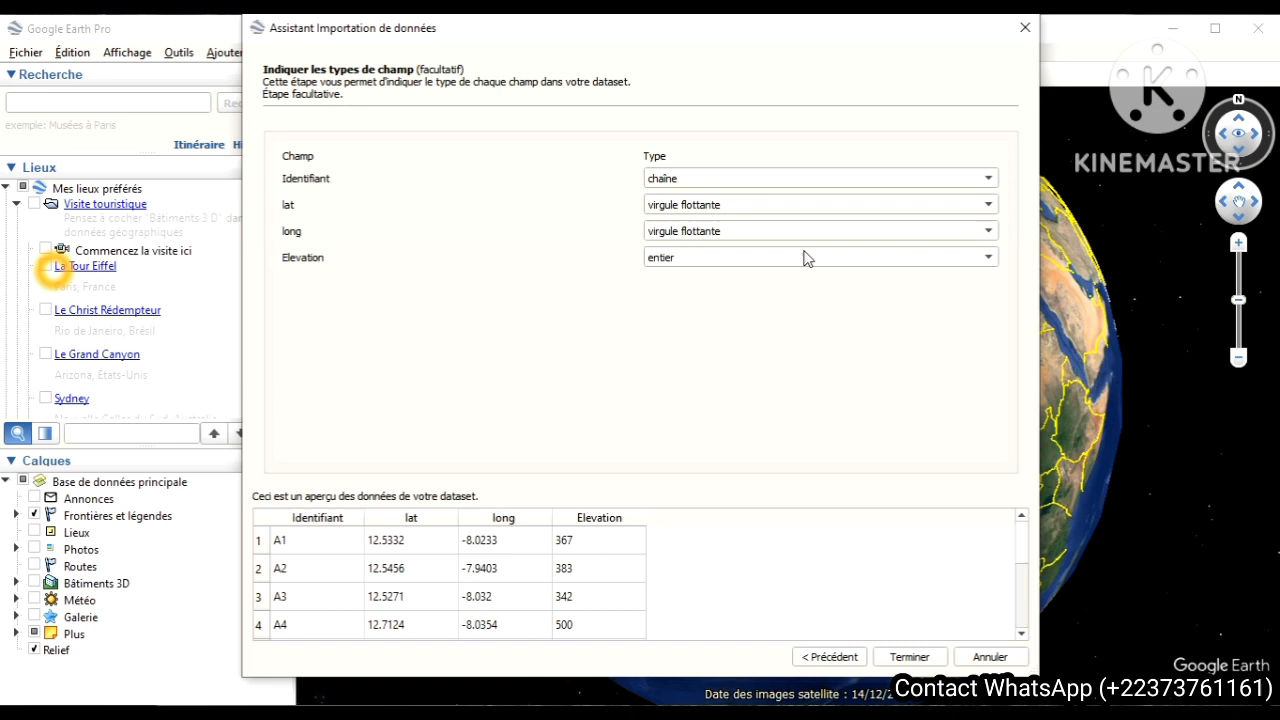 Google Earth Pro
Fichier Édition Affichage Outils Ajouter
Recherche
exemple: Musées à Paris
Itinéraire
Lieux
Mes lieux préférés
Visite touristique
Pensez à cocher "Bâtiments 3 D" dan
données géographiques
Commencez la visite ici
La Tour Eiffel
Paris, France
Le Christ Rédempteur
Rio de Janeiro, Brésil
Le Grand Canyon
Arizona, États-Unis
Sydney
Calques
Base de données principale
Annonces
Frontières et légendes
Lieux
Photos
Routes
Bâtiments 3D
Météo
Galerie
Plus
Relief
Assistant Importation de données
Indiquer les types de champ (facultatif)
Cette étape vous permet d'indiquer le type de chaque champ dans votre dataset.
Étape facultative.
Champ Type
Identifiant chaîne
lat virgule flottante
long virgule flottante
Elevation entier
Ceci est un aperçu des données de votre dataset.
Identifiant lat long Elevation
1 A1 12.5332 -8.0233 367
2 A2 12.5456 -7.9403 383
3 A3 12.5271 -8.032 342
4 A4 12.7124 -8.0354 500
< Précédent Terminer Annuler
K
KINEMASTER
N
Google Earth
Date des images satellite : 14/12/2
Contact WhatsApp (+22373761161)